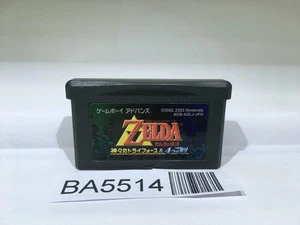 ゲームボーイ アドバンス
©2002, 2003 Nintendo
AGB-AZLJ-JPN
ZELDA
ゼルダの伝説
神々のトライフォース&4つの剣
BA5514